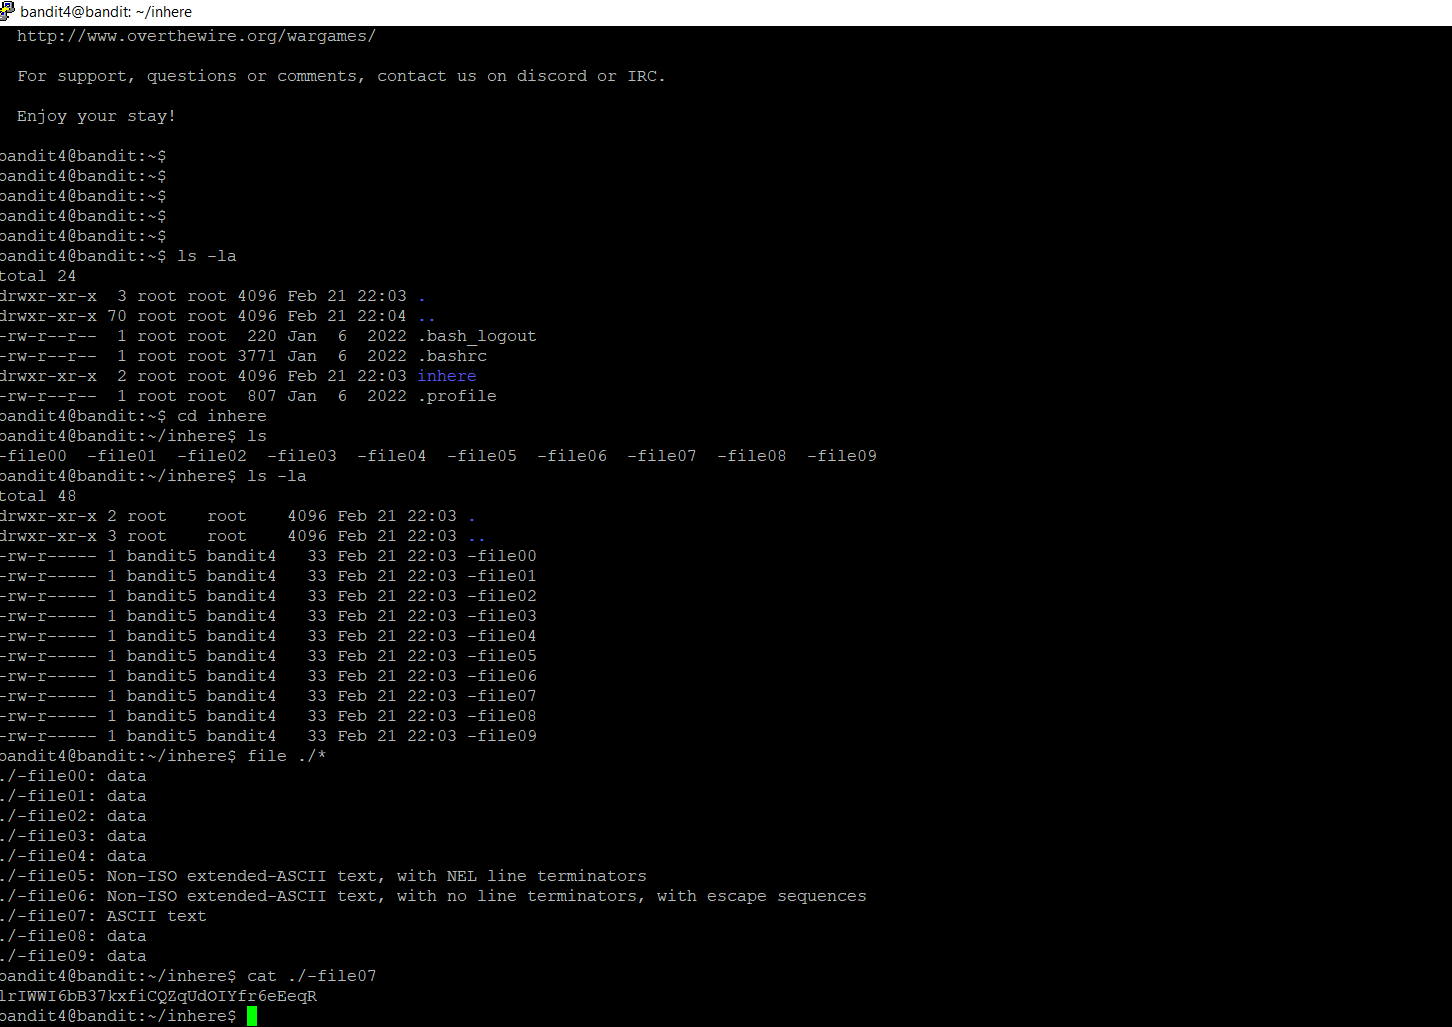 bandit4@bandit: ~/inhere
http://www.overthewire.org/wargames/
For support, questions or comments, contact us on discord or IRC.
Enjoy your stay!
bandit4@bandit:~$
bandit4@bandit:~$
bandit4@bandit:~$
bandit4@bandit:~$
bandit4@bandit:~$
bandit4@bandit:~$ ls -la
total 24
drwxr-xr-x  3 root root 4096 Feb 21 22:03 .
drwxr-xr-x 70 root root 4096 Feb 21 22:04 ..
-rw-r--r--  1 root root  220 Jan  6  2022 .bash_logout
-rw-r--r--  1 root root 3771 Jan  6  2022 .bashrc
drwxr-xr-x  2 root root 4096 Feb 21 22:03 inhere
-rw-r--r--  1 root root  807 Jan  6  2022 .profile
bandit4@bandit:~$ cd inhere
bandit4@bandit:~/inhere$ ls
-file00  -file01  -file02  -file03  -file04  -file05  -file06  -file07  -file08  -file09
bandit4@bandit:~/inhere$ ls -la
total 48
drwxr-xr-x 2 root    root    4096 Feb 21 22:03 .
drwxr-xr-x 3 root    root    4096 Feb 21 22:03 ..
-rw-r----- 1 bandit5 bandit4   33 Feb 21 22:03 -file00
-rw-r----- 1 bandit5 bandit4   33 Feb 21 22:03 -file01
-rw-r----- 1 bandit5 bandit4   33 Feb 21 22:03 -file02
-rw-r----- 1 bandit5 bandit4   33 Feb 21 22:03 -file03
-rw-r----- 1 bandit5 bandit4   33 Feb 21 22:03 -file04
-rw-r----- 1 bandit5 bandit4   33 Feb 21 22:03 -file05
-rw-r----- 1 bandit5 bandit4   33 Feb 21 22:03 -file06
-rw-r----- 1 bandit5 bandit4   33 Feb 21 22:03 -file07
-rw-r----- 1 bandit5 bandit4   33 Feb 21 22:03 -file08
-rw-r----- 1 bandit5 bandit4   33 Feb 21 22:03 -file09
bandit4@bandit:~/inhere$ file ./*
./-file00: data
./-file01: data
./-file02: data
./-file03: data
./-file04: data
./-file05: Non-ISO extended-ASCII text, with NEL line terminators
./-file06: Non-ISO extended-ASCII text, with no line terminators, with escape sequences
./-file07: ASCII text
./-file08: data
./-file09: data
bandit4@bandit:~/inhere$ cat ./-file07
lrIWWI6bB37kxfiCQZqUdOIYfr6eEeqR
bandit4@bandit:~/inhere$